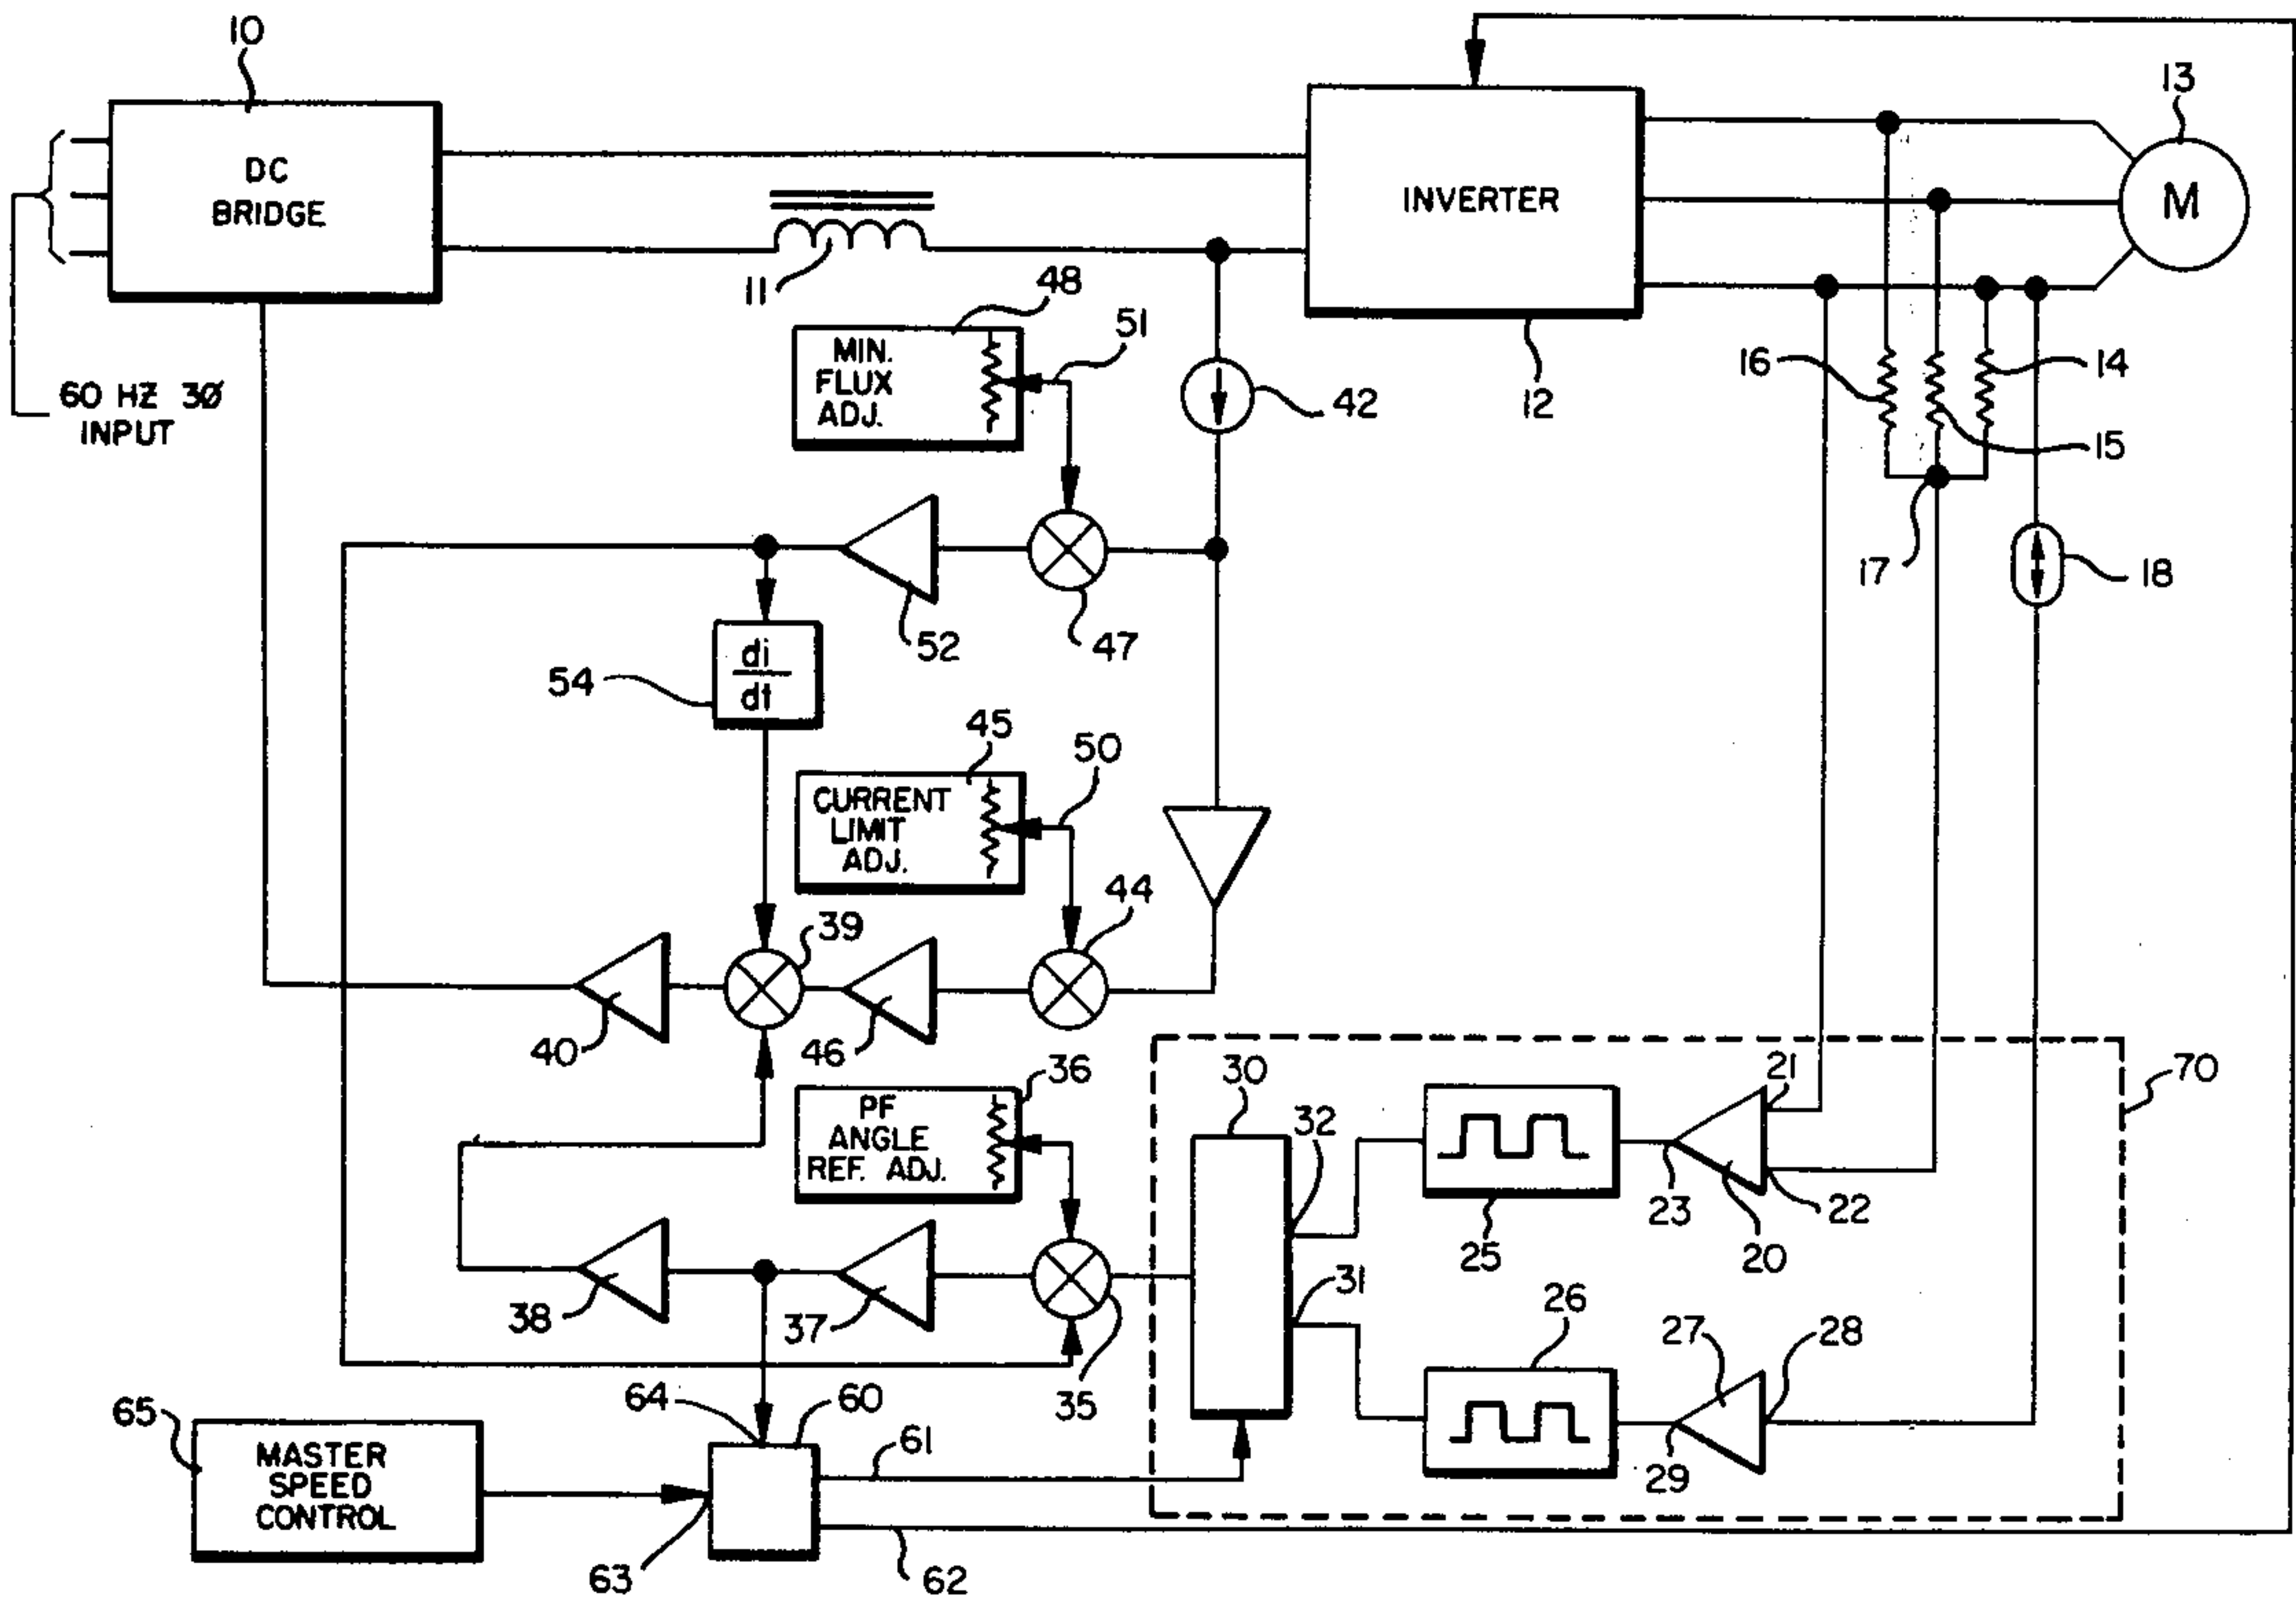 10
DC
BRIDGE
60 HZ 3Ø
INPUT
11
INVERTER
12
13
M
16
14
15
17
18
48
MIN.
FLUX
ADJ.
51
42
52
47
54
di
dt
45
50
CURRENT
LIMIT
ADJ.
44
39
40
46
36
PF
ANGLE
REF. ADJ.
30
32
31
21
70
23
20
22
25
26
27
28
29
38
37
35
64
60
65
MASTER
SPEED
CONTROL
61
63
62